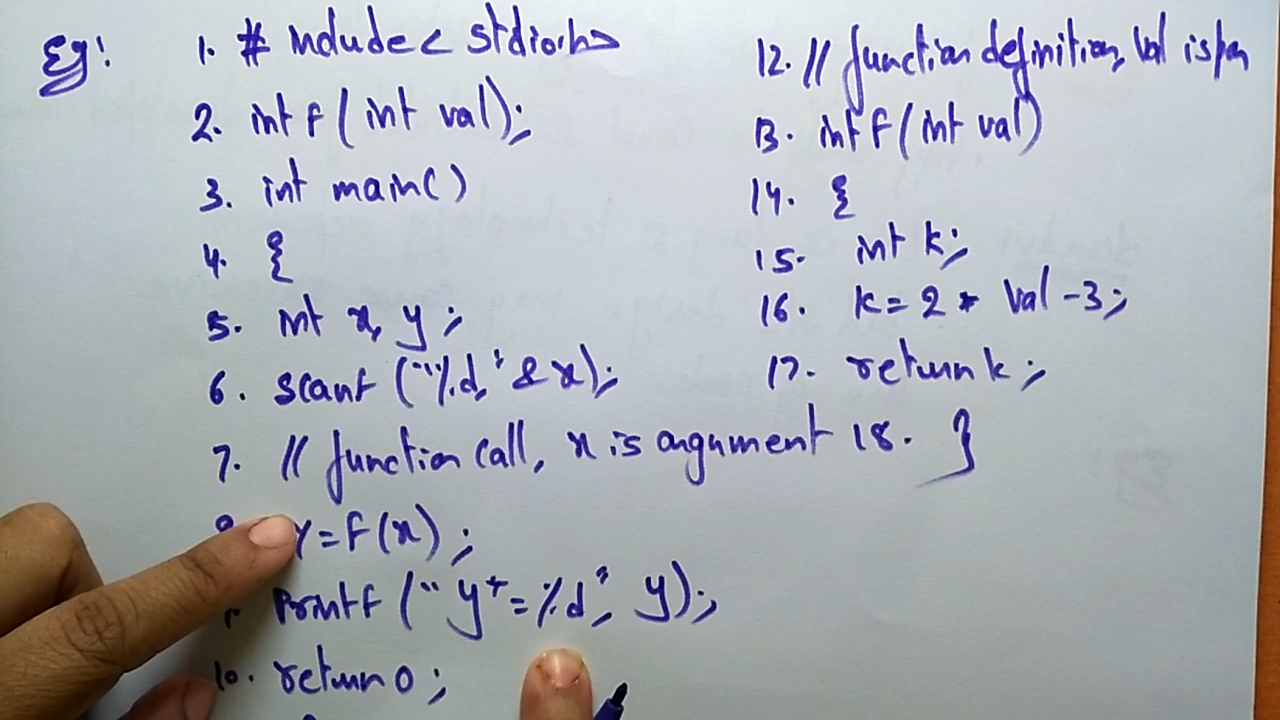 Eg:
1. # include < stdio.h>
2. int f (int val);
3. int main()
4. {
5. int x, y;
6. scanf ("%d," &x);
7. // function call, x is argument
y = f(x);
printf ("y = %d", y);
10. return 0;
12. // function definition, val is
13. int f (int val)
14. {
15. int k;
16. k = 2 * val - 3;
17. return k;
18. }